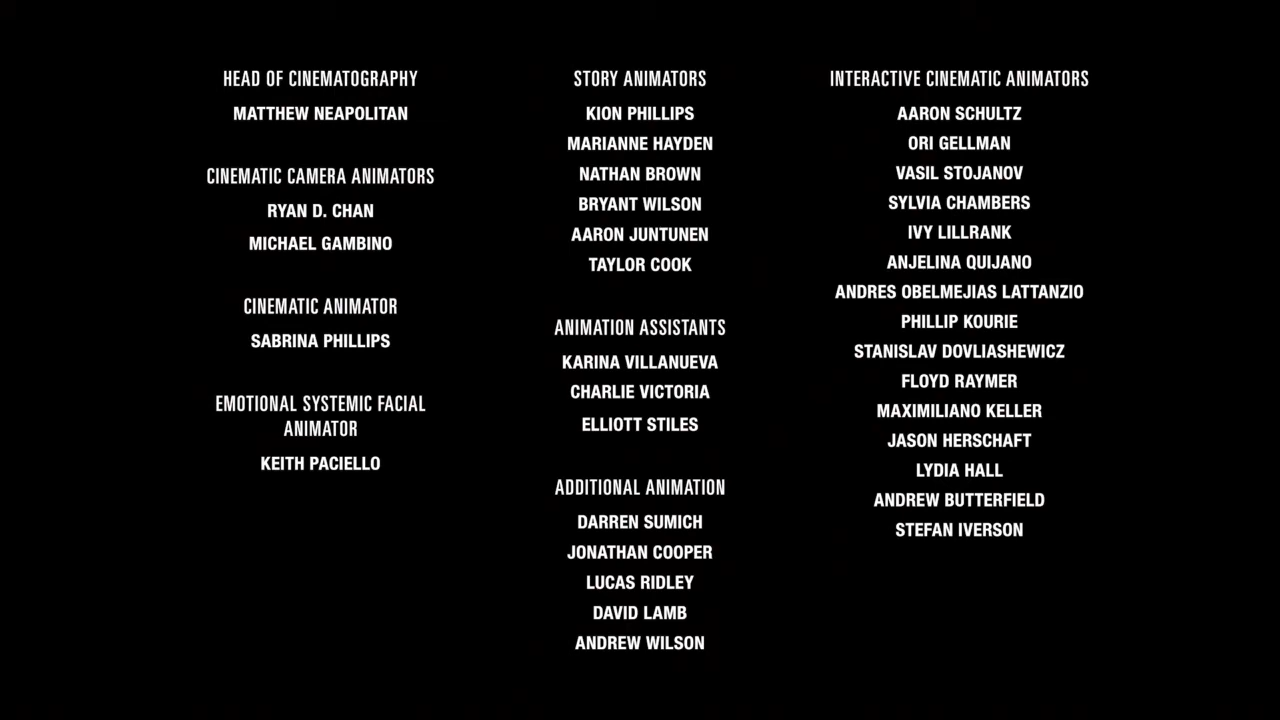 HEAD OF CINEMATOGRAPHY
MATTHEW NEAPOLITAN
CINEMATIC CAMERA ANIMATORS
RYAN D. CHAN
MICHAEL GAMBINO
CINEMATIC ANIMATOR
SABRINA PHILLIPS
EMOTIONAL SYSTEMIC FACIAL
ANIMATOR
KEITH PACIELLO
STORY ANIMATORS
KION PHILLIPS
MARIANNE HAYDEN
NATHAN BROWN
BRYANT WILSON
AARON JUNTUNEN
TAYLOR COOK
ANIMATION ASSISTANTS
KARINA VILLANUEVA
CHARLIE VICTORIA
ELLIOTT STILES
ADDITIONAL ANIMATION
DARREN SUMICH
JONATHAN COOPER
LUCAS RIDLEY
DAVID LAMB
ANDREW WILSON
INTERACTIVE CINEMATIC ANIMATORS
AARON SCHULTZ
ORI GELLMAN
VASIL STOJANOV
SYLVIA CHAMBERS
IVY LILLRANK
ANJELINA QUIJANO
ANDRES OBELMEJIAS LATTANZIO
PHILLIP KOURIE
STANISLAV DOVLIASHEWICZ
FLOYD RAYMER
MAXIMILIANO KELLER
JASON HERSCHAFT
LYDIA HALL
ANDREW BUTTERFIELD
STEFAN IVERSON